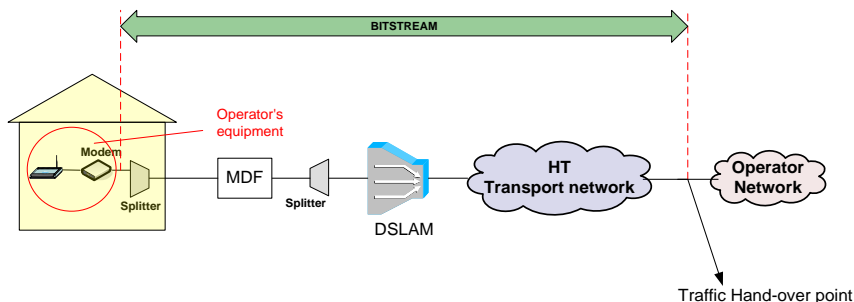 BITSTREAM
Operator's
equipment
Modem
Splitter
MDF
Splitter
DSLAM
HT
Transport network
Operator
Network
Traffic Hand-over point